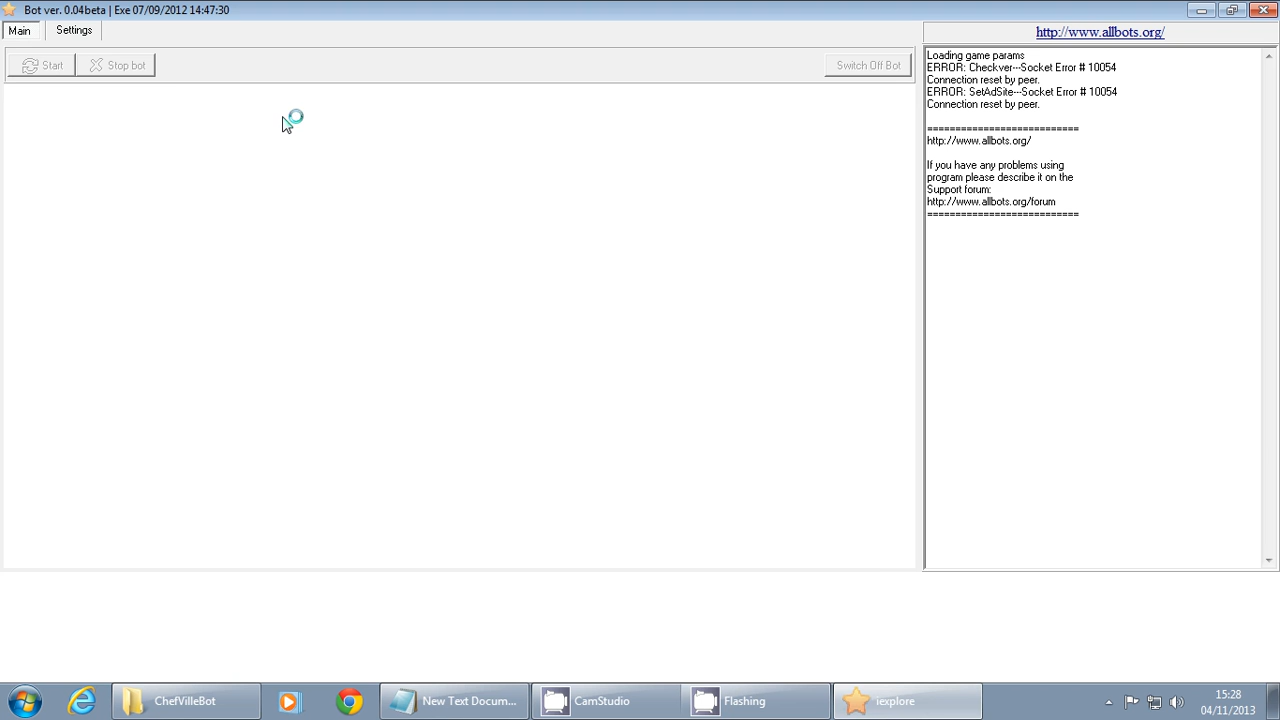 Bot ver. 0.04beta | Exe 07/09/2012 14:47:30
Main
Settings
http://www.allbots.org/
Start
Stop bot
Switch Off Bot
Loading game params
ERROR: Checkver---Socket Error # 10054
Connection reset by peer.
ERROR: SetAdSite---Socket Error # 10054
Connection reset by peer.
===========================
http://www.allbots.org/
If you have any problems using
program please describe it on the
Support forum:
http://www.allbots.org/forum
===========================
ChefVilleBot
New Text Docum...
CamStudio
Flashing
iexplore
15:28
04/11/2013